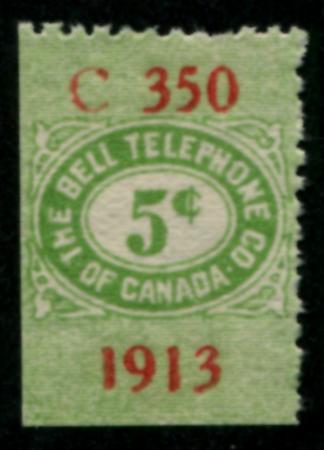 C 350
THE BELL TELEPHONE CO
5¢
OF CANADA.
1913